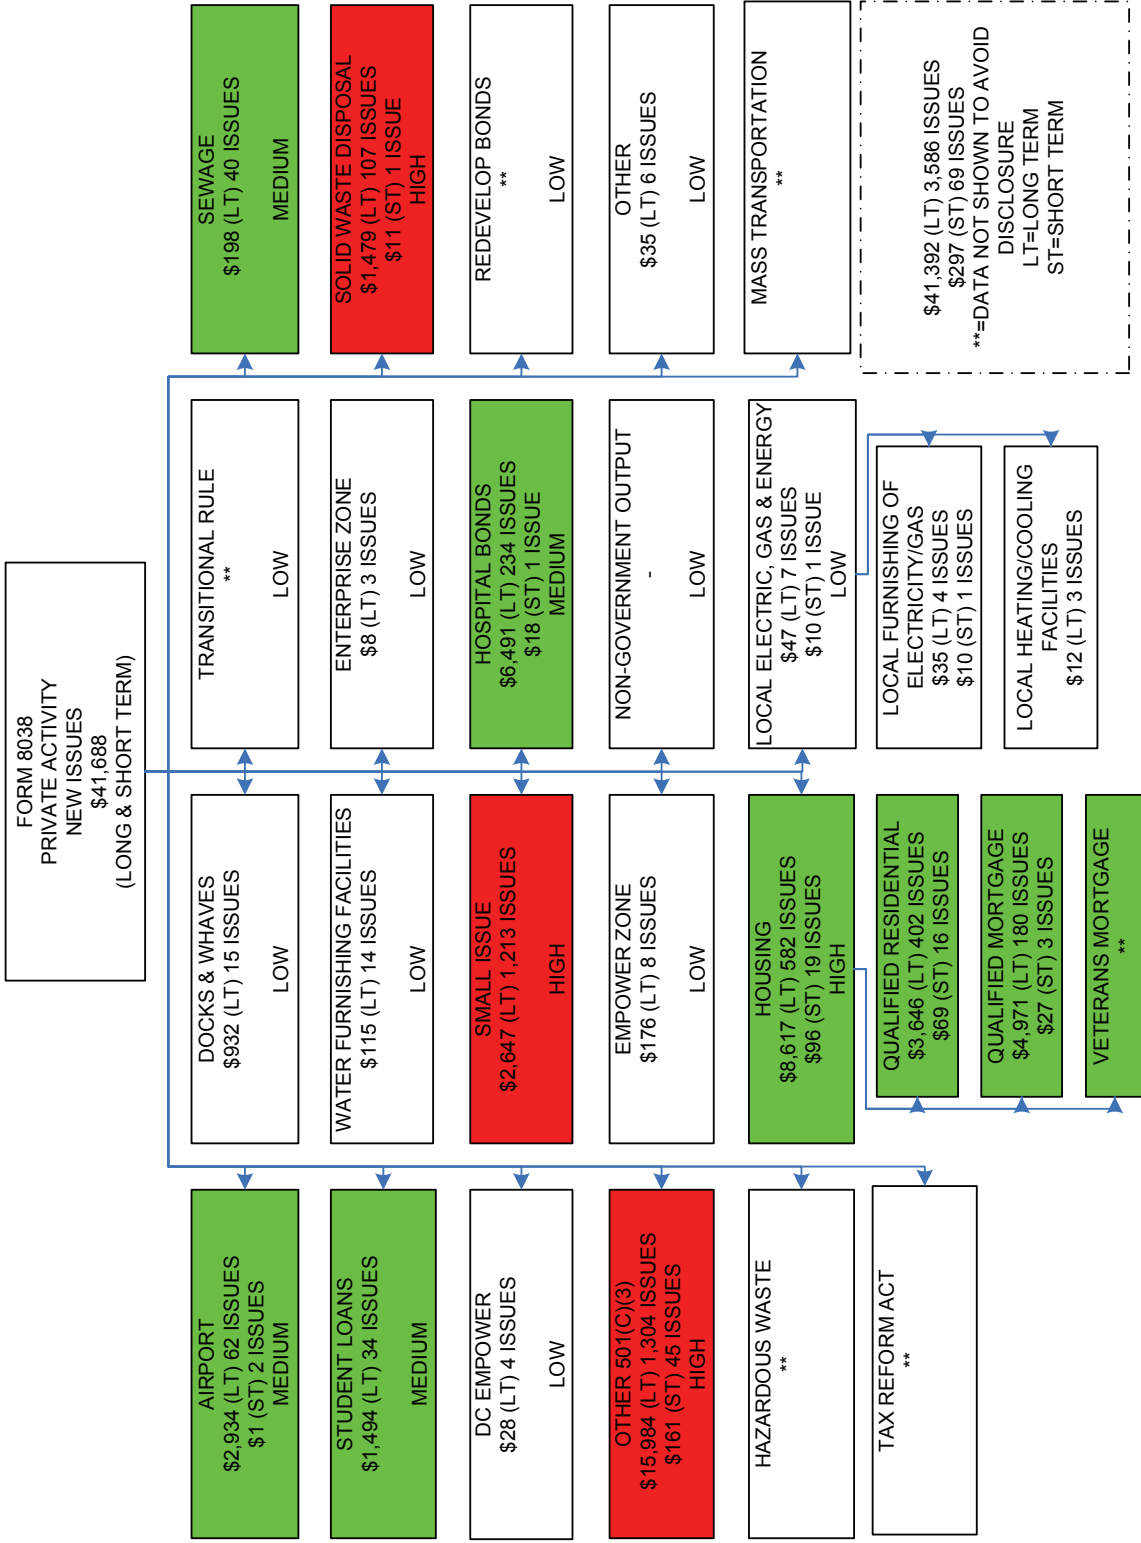 FORM 8038
PRIVATE ACTIVITY
NEW ISSUES
$41,688
(LONG & SHORT TERM)
AIRPORT
$2,934 (LT) 62 ISSUES
$1 (ST) 2 ISSUES
MEDIUM
STUDENT LOANS
$1,494 (LT) 34 ISSUES
MEDIUM
DC EMPOWER
$28 (LT) 4 ISSUES
LOW
OTHER 501(C)(3)
$15,984 (LT) 1,304 ISSUES
$161 (ST) 45 ISSUES
HIGH
HAZARDOUS WASTE
**
TAX REFORM ACT
**
DOCKS & WHAVES
$932 (LT) 15 ISSUES
LOW
WATER FURNISHING FACILITIES
$115 (LT) 14 ISSUES
LOW
SMALL ISSUE
$2,647 (LT) 1,213 ISSUES
HIGH
EMPOWER ZONE
$176 (LT) 8 ISSUES
LOW
HOUSING
$8,617 (LT) 582 ISSUES
$96 (ST) 19 ISSUES
HIGH
QUALIFIED RESIDENTIAL
$3,646 (LT) 402 ISSUES
$69 (ST) 16 ISSUES
QUALIFIED MORTGAGE
$4,971 (LT) 180 ISSUES
$27 (ST) 3 ISSUES
VETERANS MORTGAGE
**
TRANSITIONAL RULE
**
LOW
ENTERPRISE ZONE
$8 (LT) 3 ISSUES
LOW
HOSPITAL BONDS
$6,491 (LT) 234 ISSUES
$18 (ST) 1 ISSUE
MEDIUM
NON-GOVERNMENT OUTPUT
-
LOW
LOCAL ELECTRIC, GAS & ENERGY
$47 (LT) 7 ISSUES
$10 (ST) 1 ISSUE
LOW
LOCAL FURNISHING OF
ELECTRICITY/GAS
$35 (LT) 4 ISSUES
$10 (ST) 1 ISSUES
LOCAL HEATING/COOLING
FACILITIES
$12 (LT) 3 ISSUES
SEWAGE
$198 (LT) 40 ISSUES
MEDIUM
SOLID WASTE DISPOSAL
$1,479 (LT) 107 ISSUES
$11 (ST) 1 ISSUE
HIGH
REDEVELOP BONDS
**
LOW
OTHER
$35 (LT) 6 ISSUES
LOW
MASS TRANSPORTATION
**
$41,392 (LT) 3,586 ISSUES
$297 (ST) 69 ISSUES
**=DATA NOT SHOWN TO AVOID
DISCLOSURE
LT=LONG TERM
ST=SHORT TERM